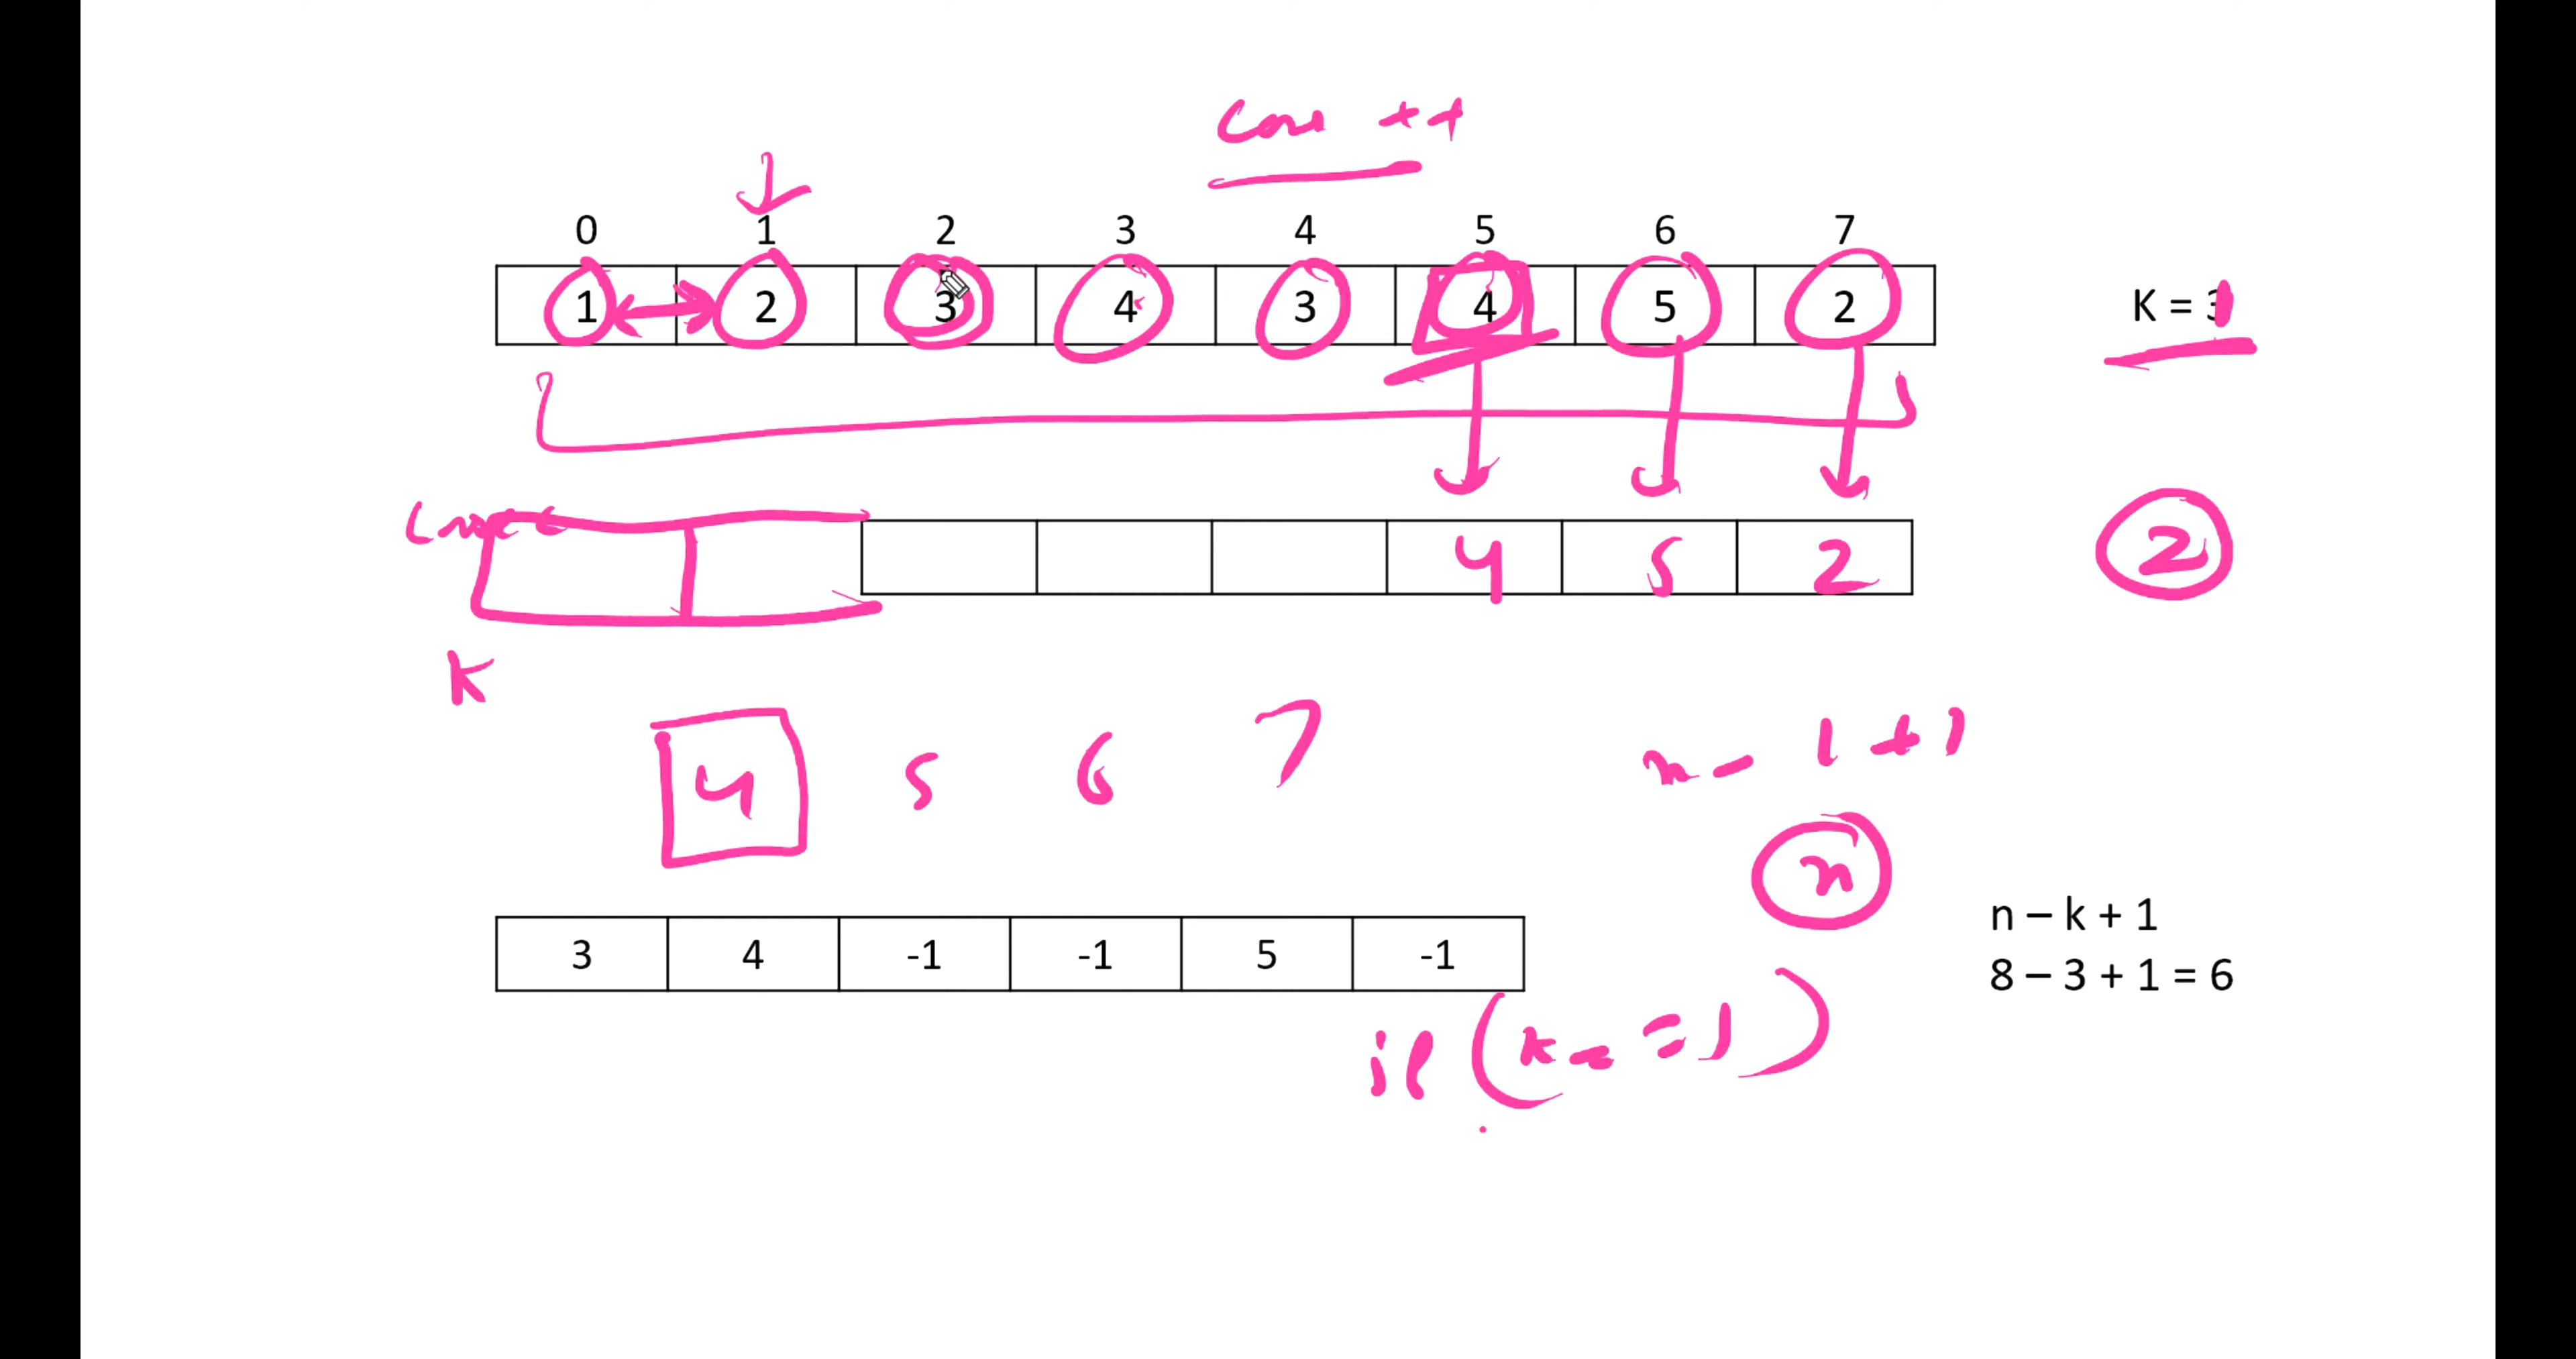 ++
0 1 2 3 4 5 6 7
1 2 3 4 3 4 5 2
K = 1
4 5 2
2
K
4 5 6 7
n - 1 + 1
n
3 4 -1 -1 5 -1
n – k + 1
8 – 3 + 1 = 6
if (k == 1)